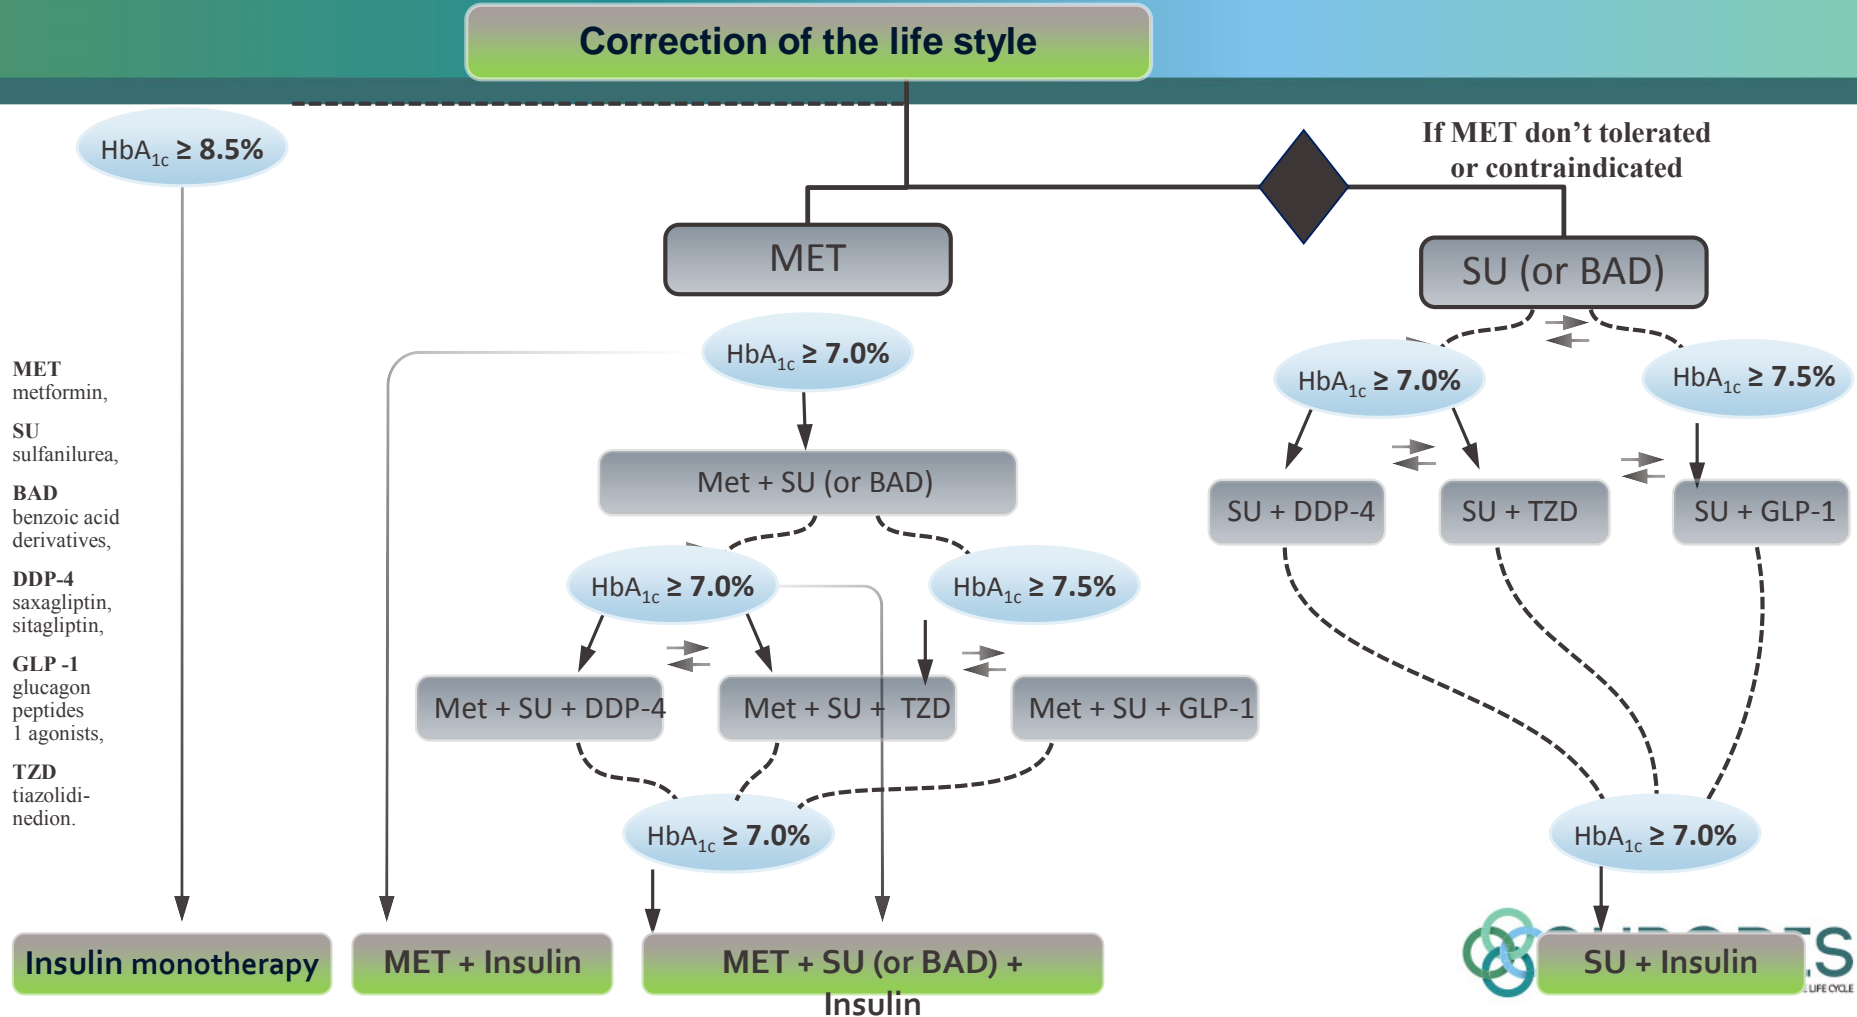 Correction of the life style
HbA1c ≥ 8.5%
If MET don’t tolerated
or contraindicated
MET
SU (or BAD)
HbA1c ≥ 7.0%
HbA1c ≥ 7.0%
HbA1c ≥ 7.5%
MET
metformin,
SU
sulfanilurea,
BAD
benzoic acid
derivatives,
DDP-4
saxagliptin,
sitagliptin,
GLP -1
glucagon
peptides
1 agonists,
TZD
tiazolidi-
nedion.
Met + SU (or BAD)
SU + DDP-4
SU + TZD
SU + GLP-1
HbA1c ≥ 7.0%
HbA1c ≥ 7.5%
Met + SU + DDP-4
Met + SU + TZD
Met + SU + GLP-1
HbA1c ≥ 7.0%
HbA1c ≥ 7.0%
Insulin monotherapy
MET + Insulin
MET + SU (or BAD) +
Insulin
SU + Insulin
LIFE CYCLE